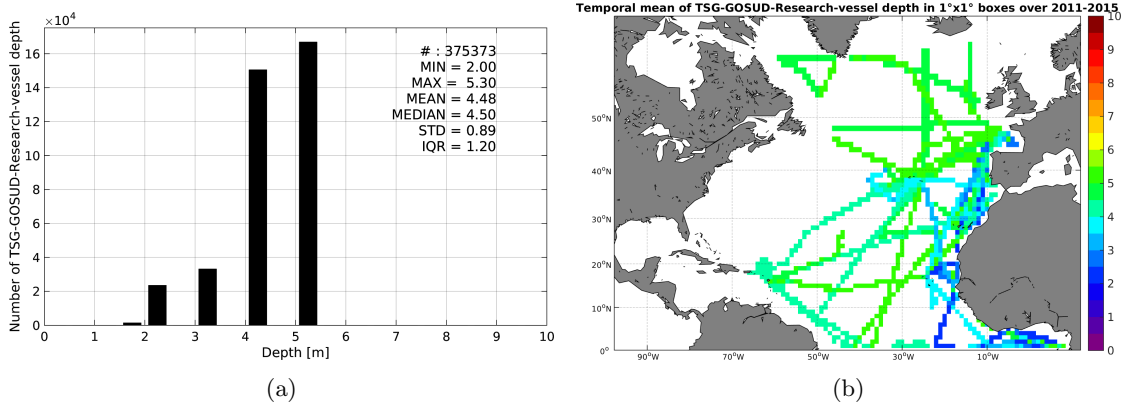 ×10⁴
Number of TSG-GOSUD-Research-vessel depth
16
14
12
10
8
6
4
2
0
# : 375373
MIN = 2.00
MAX = 5.30
MEAN = 4.48
MEDIAN = 4.50
STD = 0.89
IQR = 1.20
0 1 2 3 4 5 6 7 8 9 10
Depth [m]
(a)
Temporal mean of TSG-GOSUD-Research-vessel depth in 1°x1° boxes over 2011-2015
50°N
40°N
30°N
20°N
10°N
0°
90°W 70°W 50°W 30°W 10°W
10
9
8
7
6
5
4
3
2
1
0
(b)